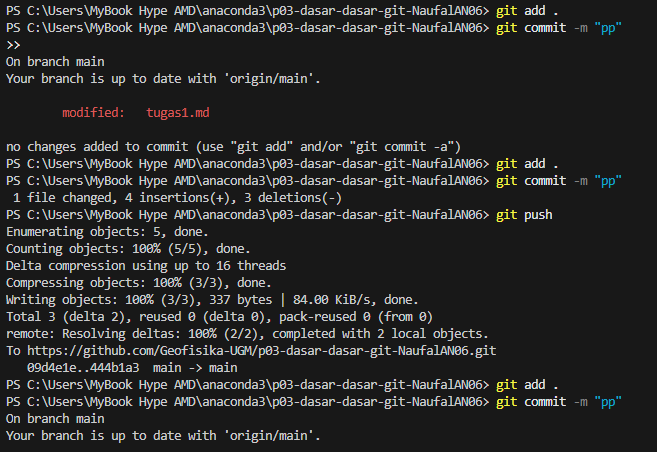 PS C:\Users\MyBook Hype AMD\anaconda3\p03-dasar-dasar-git-NaufalAN06> git add .
PS C:\Users\MyBook Hype AMD\anaconda3\p03-dasar-dasar-git-NaufalAN06> git commit -m "pp"
>>
On branch main
Your branch is up to date with 'origin/main'.
modified:   tugas1.md
no changes added to commit (use "git add" and/or "git commit -a")
PS C:\Users\MyBook Hype AMD\anaconda3\p03-dasar-dasar-git-NaufalAN06> git add .
PS C:\Users\MyBook Hype AMD\anaconda3\p03-dasar-dasar-git-NaufalAN06> git commit -m "pp"
1 file changed, 4 insertions(+), 3 deletions(-)
PS C:\Users\MyBook Hype AMD\anaconda3\p03-dasar-dasar-git-NaufalAN06> git push
Enumerating objects: 5, done.
Counting objects: 100% (5/5), done.
Delta compression using up to 16 threads
Compressing objects: 100% (3/3), done.
Writing objects: 100% (3/3), 337 bytes | 84.00 KiB/s, done.
Total 3 (delta 2), reused 0 (delta 0), pack-reused 0 (from 0)
remote: Resolving deltas: 100% (2/2), completed with 2 local objects.
To https://github.com/Geofisika-UGM/p03-dasar-dasar-git-NaufalAN06.git
09d4e1e..444b1a3  main -> main
PS C:\Users\MyBook Hype AMD\anaconda3\p03-dasar-dasar-git-NaufalAN06> git add .
PS C:\Users\MyBook Hype AMD\anaconda3\p03-dasar-dasar-git-NaufalAN06> git commit -m "pp"
On branch main
Your branch is up to date with 'origin/main'.